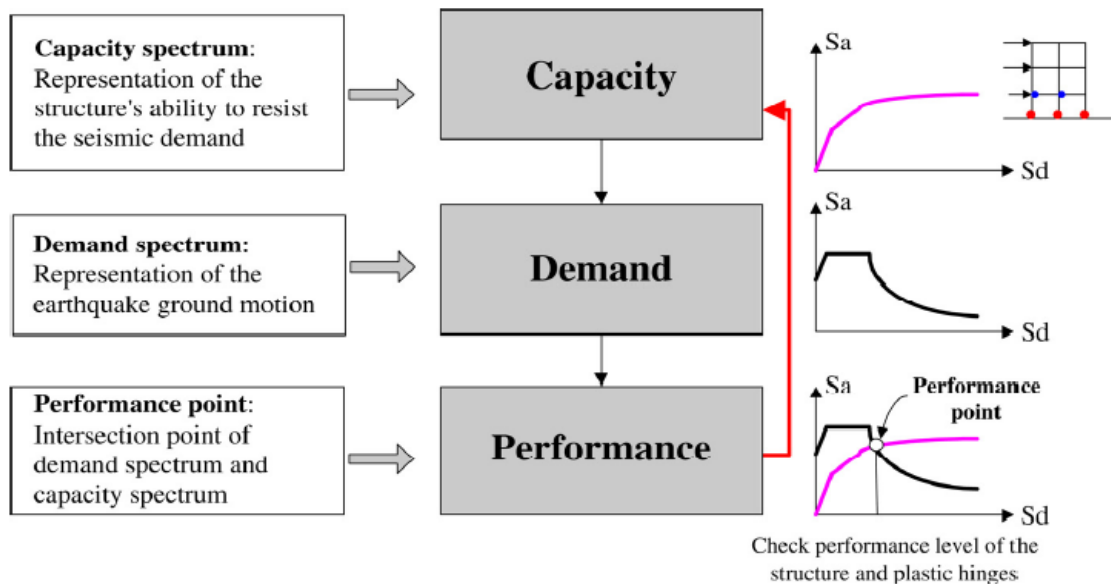 Capacity spectrum:
Representation of the
structure's ability to resist
the seismic demand
Capacity
Sa
Sd
Demand spectrum:
Representation of the
earthquake ground motion
Demand
Sa
Sd
Performance point:
Intersection point of
demand spectrum and
capacity spectrum
Performance
Sa
Performance
point
Sd
Check performance level of the
structure and plastic hinges